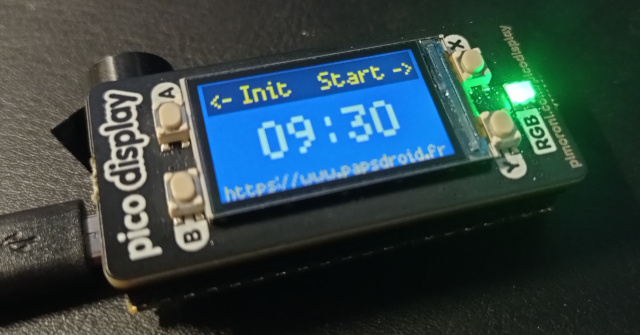 pico display
A
B
<- Init Start ->
09:30
https://www.papsdroid.fr
X
Y
RGB